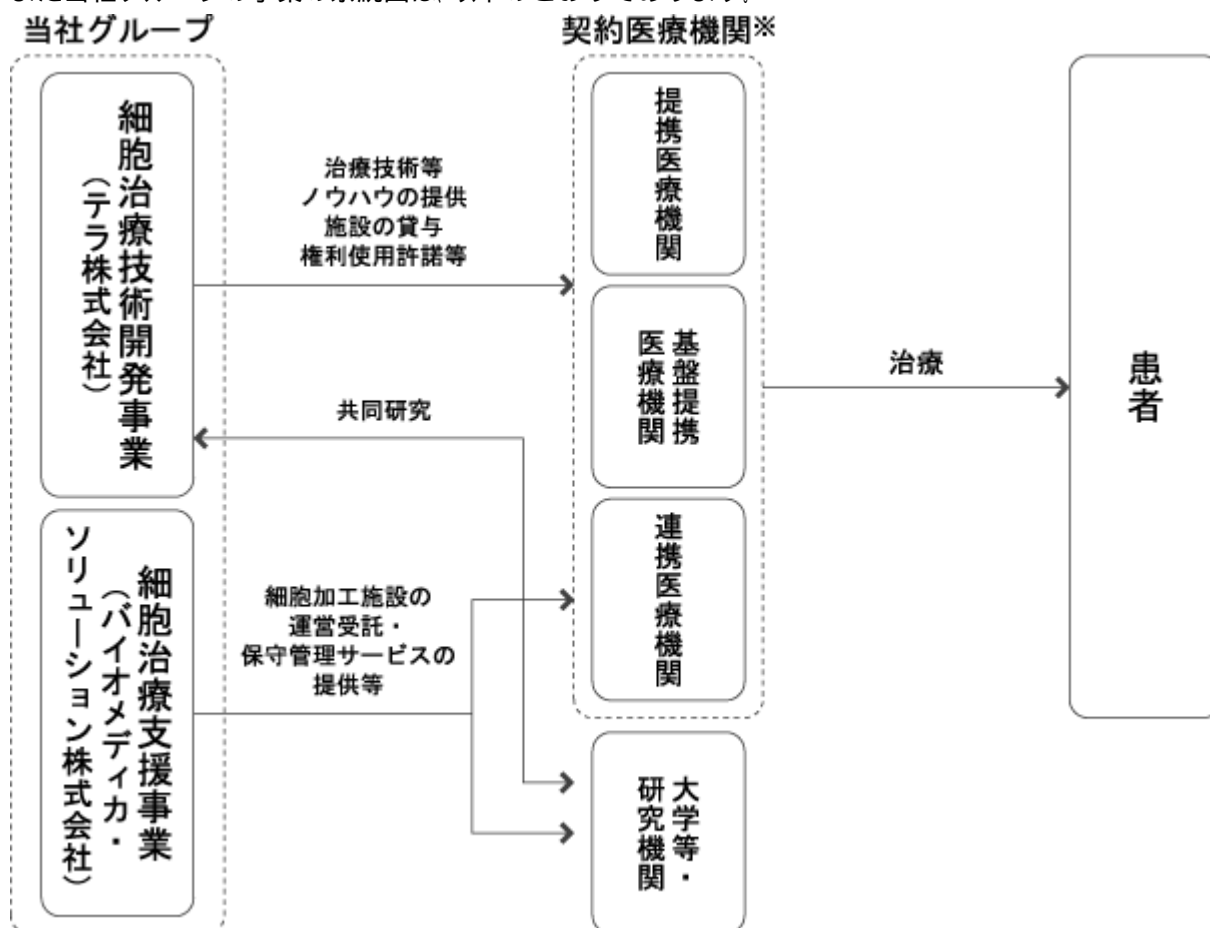 当社グループ
契約医療機関※
細胞治療技術開発事業
（テラ株式会社）
治療技術等
ノウハウの提供
施設の貸与
権利使用許諾等
共同研究
細胞治療支援事業
（バイオメディカ・
ソリューション株式会社）
細胞加工施設の
運営受託・
保守管理サービスの
提供等
提携医療機関
基盤提携
医療機関
連携医療機関
大学等・
研究機関
治療
患者